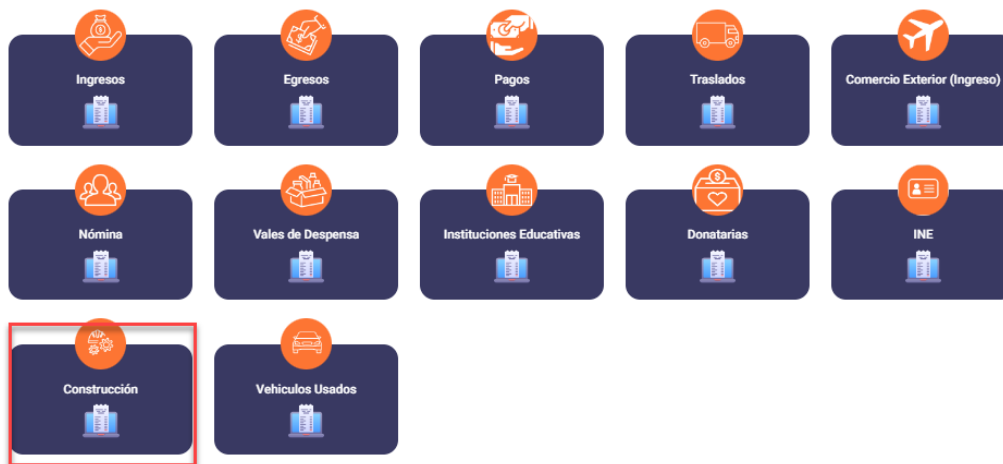 Ingresos
Egresos
Pagos
Traslados
Comercio Exterior (Ingreso)
Nómina
Vales de Despensa
Instituciones Educativas
Donatarias
INE
Construcción
Vehiculos Usados